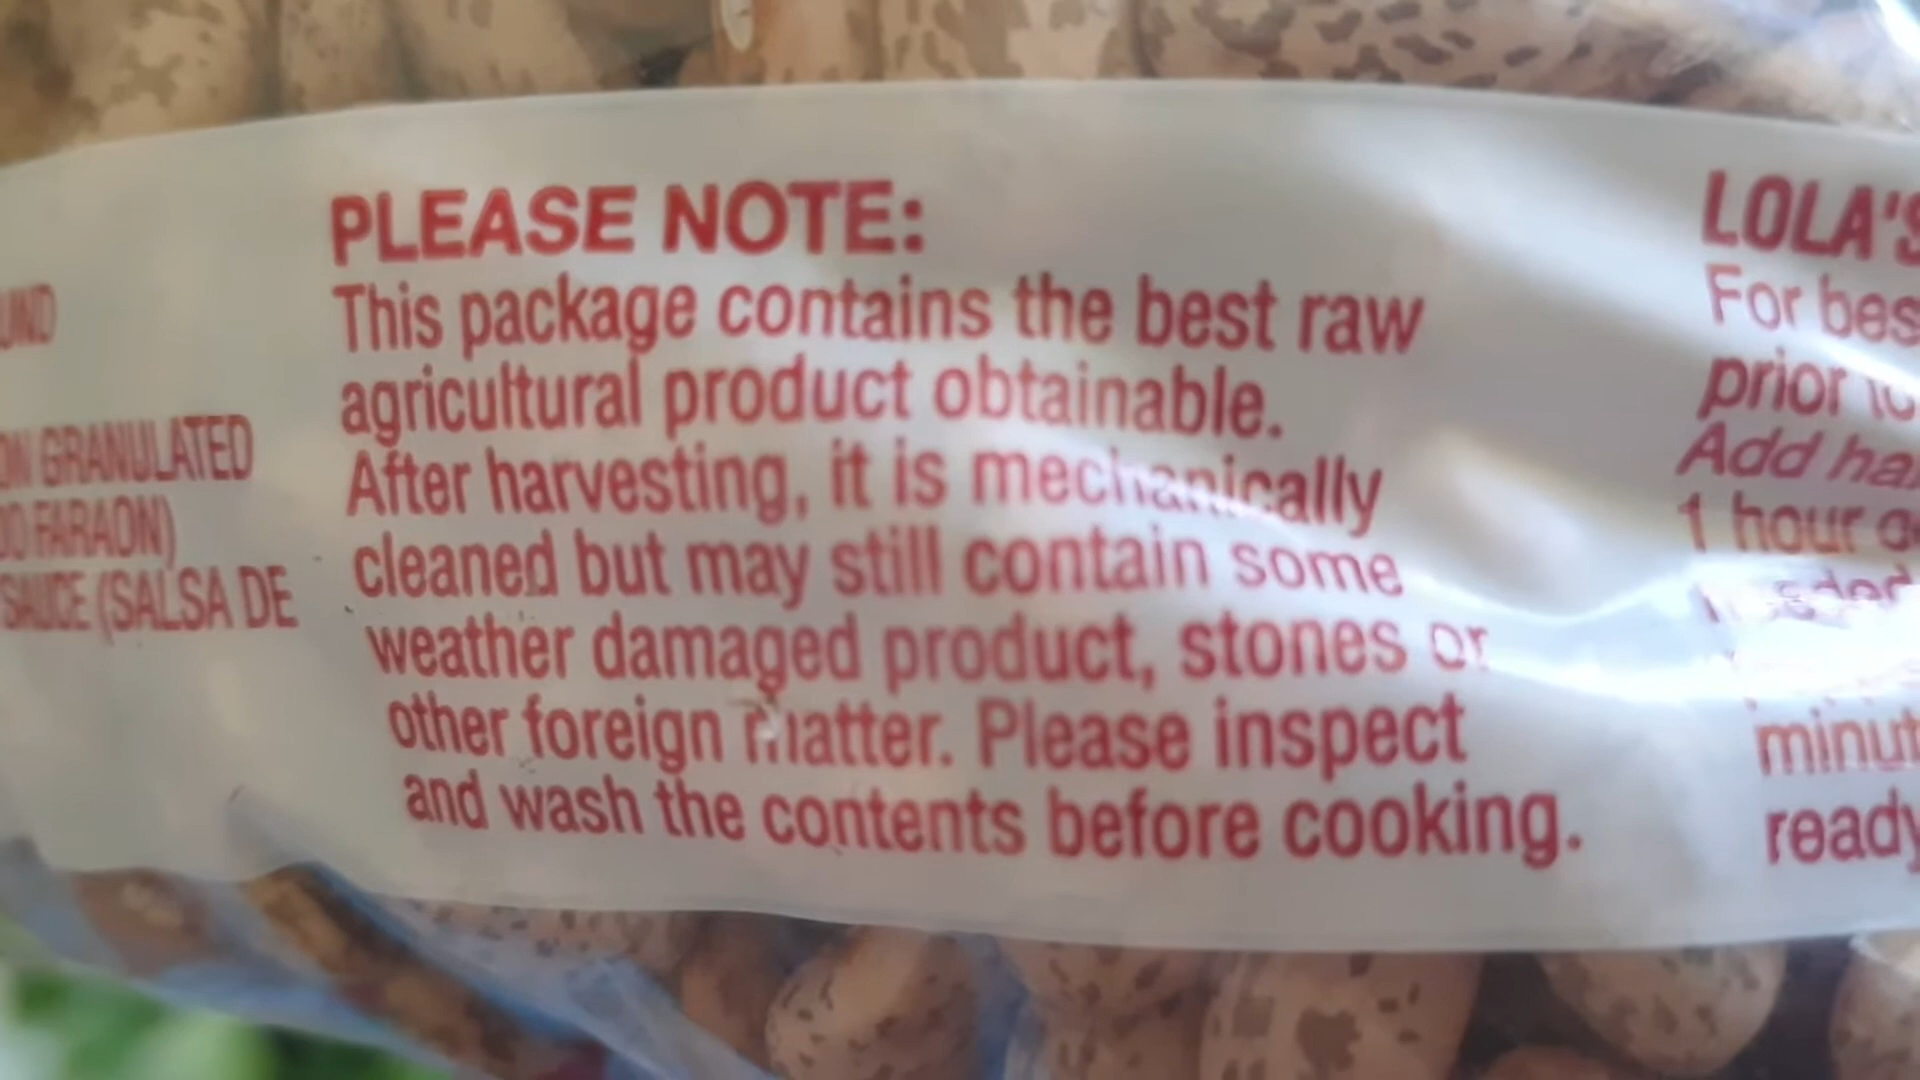 UND
GRANULATED
FARAON)
SAUCE (SALSA DE
PLEASE NOTE:
This package contains the best raw
agricultural product obtainable.
After harvesting, it is mechanically
cleaned but may still contain some
weather damaged product, stones or
other foreign matter. Please inspect
and wash the contents before cooking.
LOLA'S
For bes
prior
Add
1 hour
minut
ready